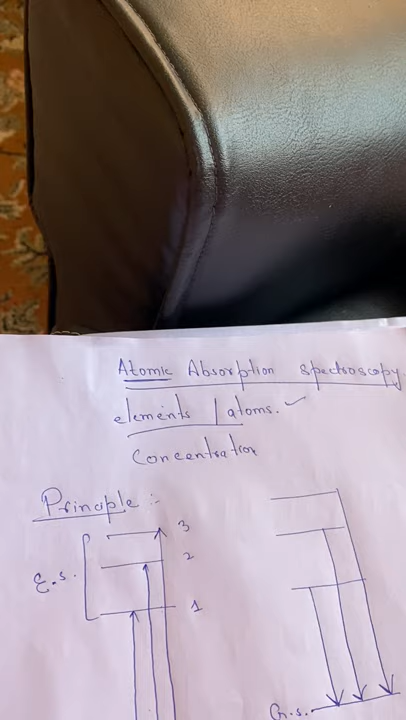 Atomic Absorption spectroscopy.
elements / atoms. ✓
Concentration
Principle :-
3
2
E.s.
1
G.s.